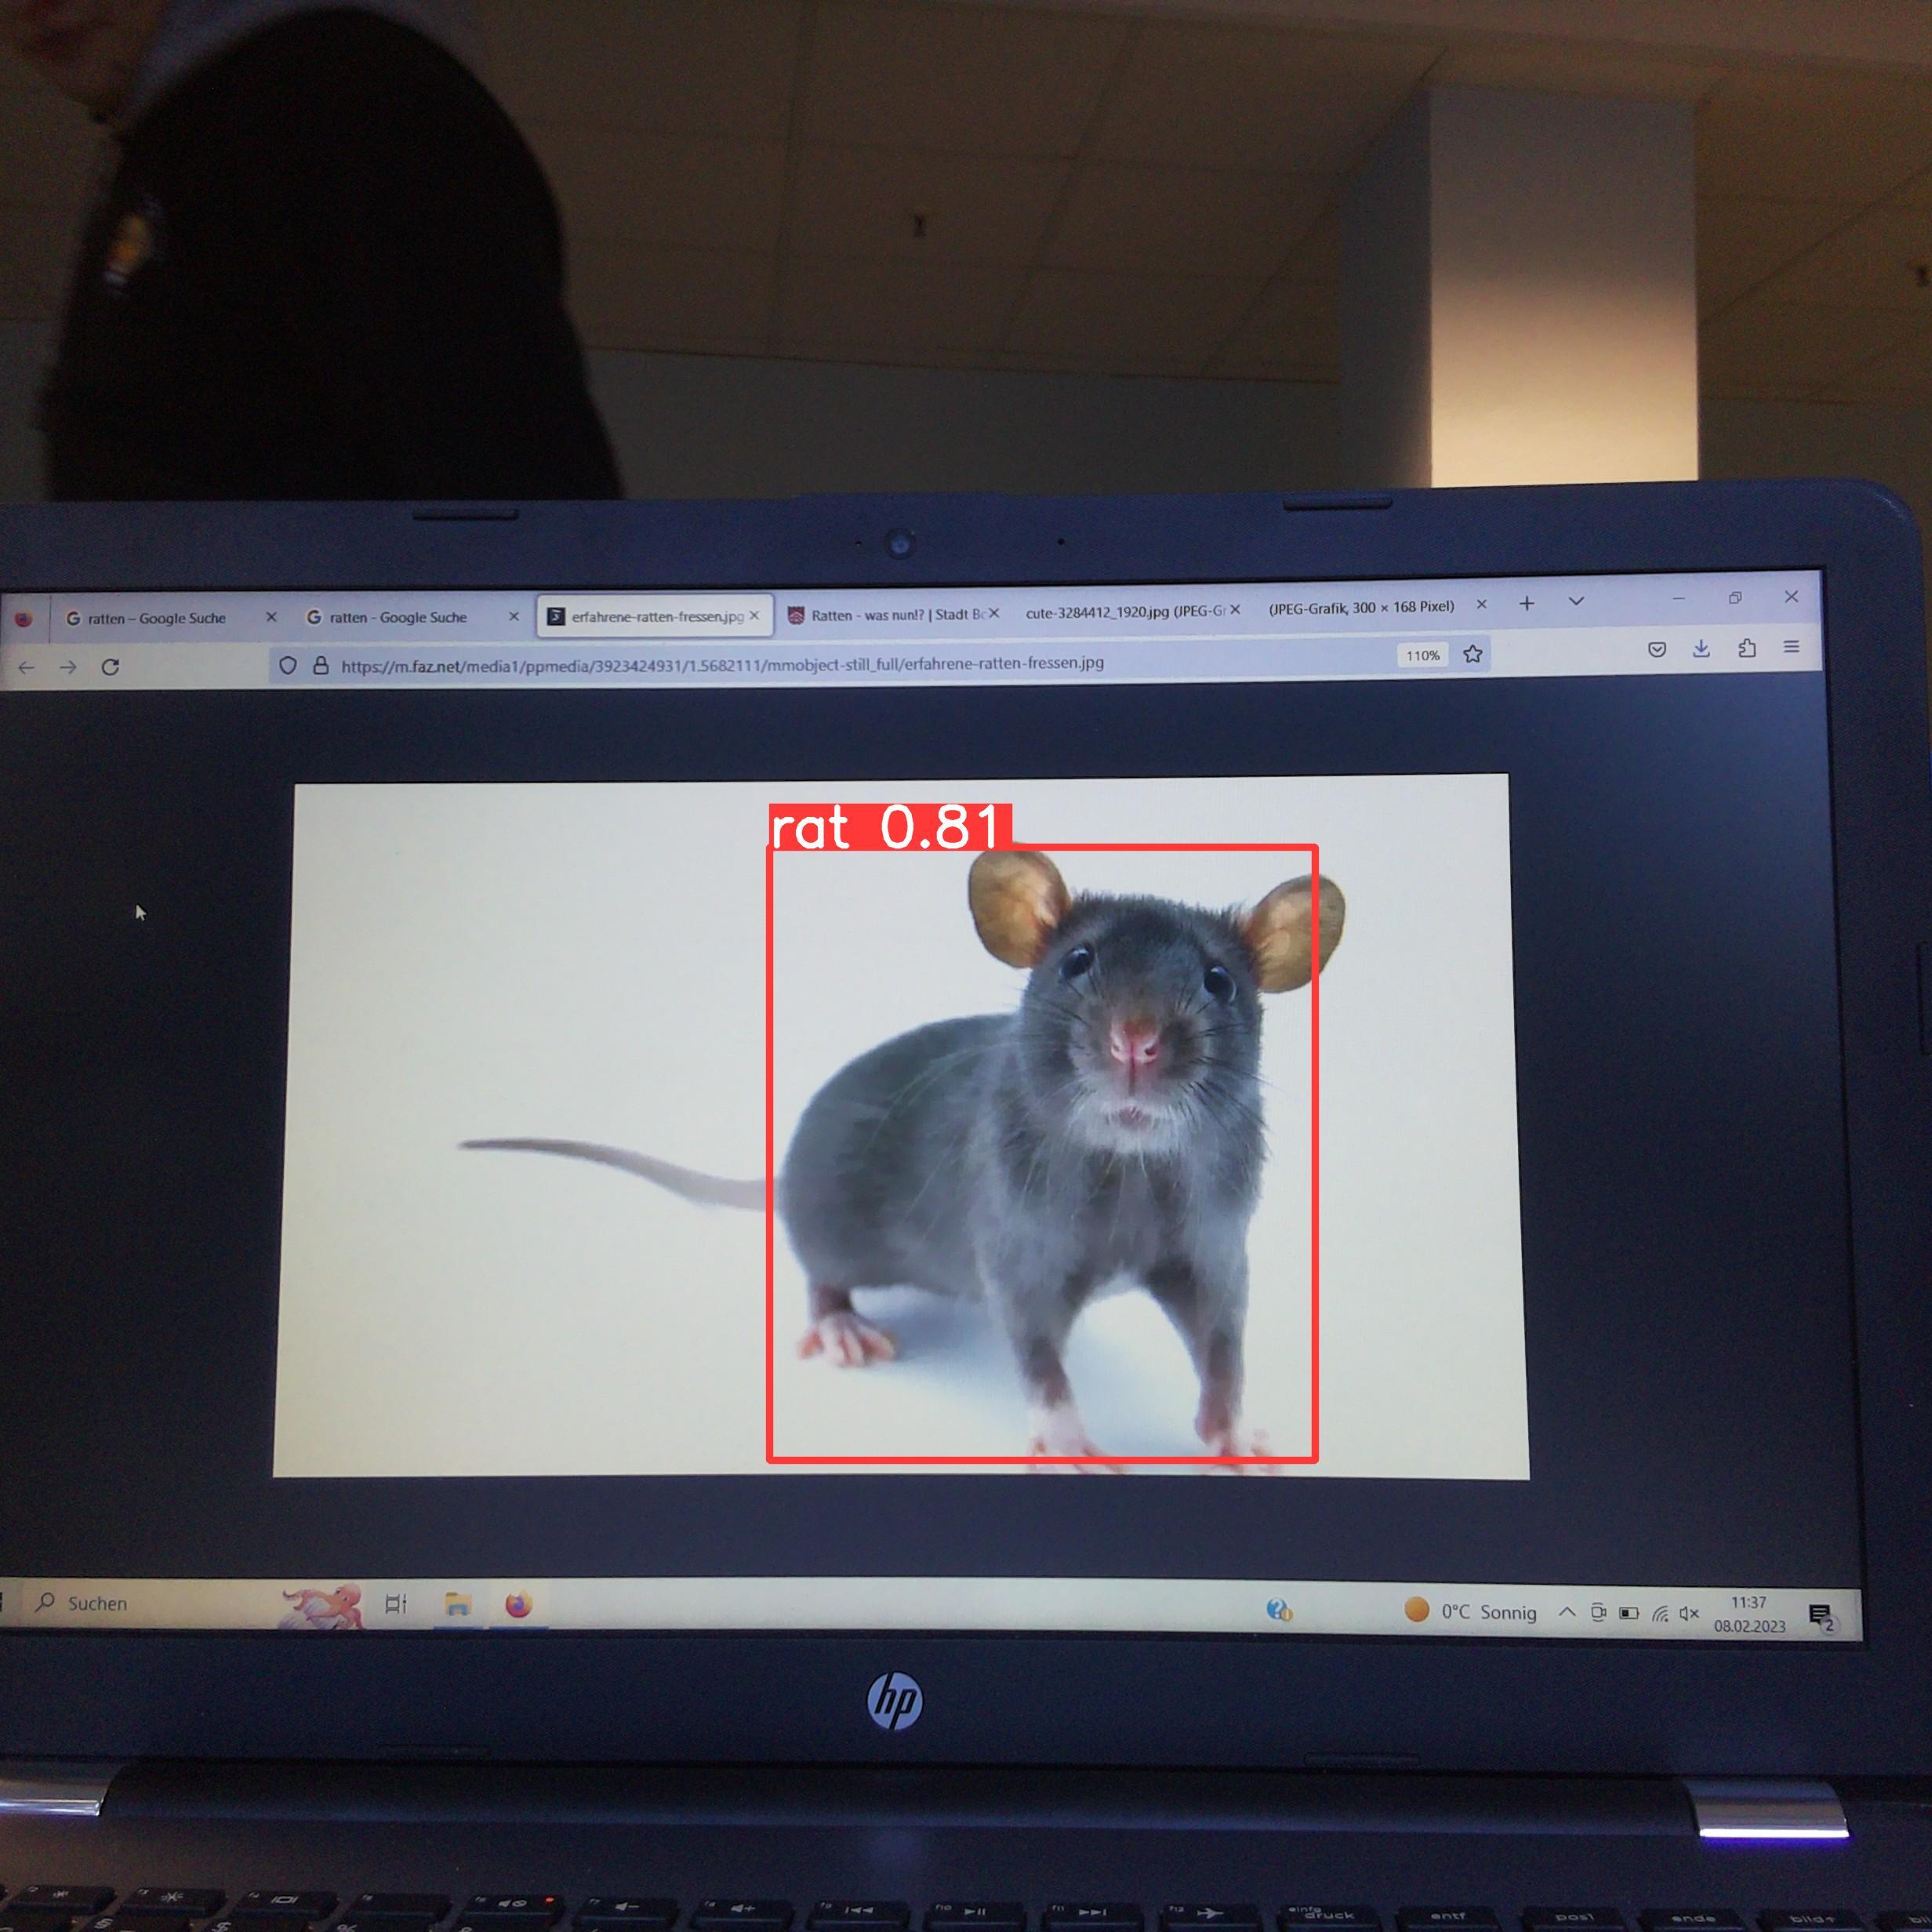 ratten – Google Suche
ratten - Google Suche
erfahrene-ratten-fressen.jpg
Ratten - was nun!? | Stadt
cute-3284412_1920.jpg (JPEG-Gr
(JPEG-Grafik, 300 × 168 Pixel)
https://m.faz.net/media1/ppmedia/3923424931/1.5682111/mmobject-still_full/erfahrene-ratten-fressen.jpg
110%
rat 0.81
Suchen
0°C Sonnig
11:37
08.02.2023
2
hp
druck
entf
pos1
ende
bild